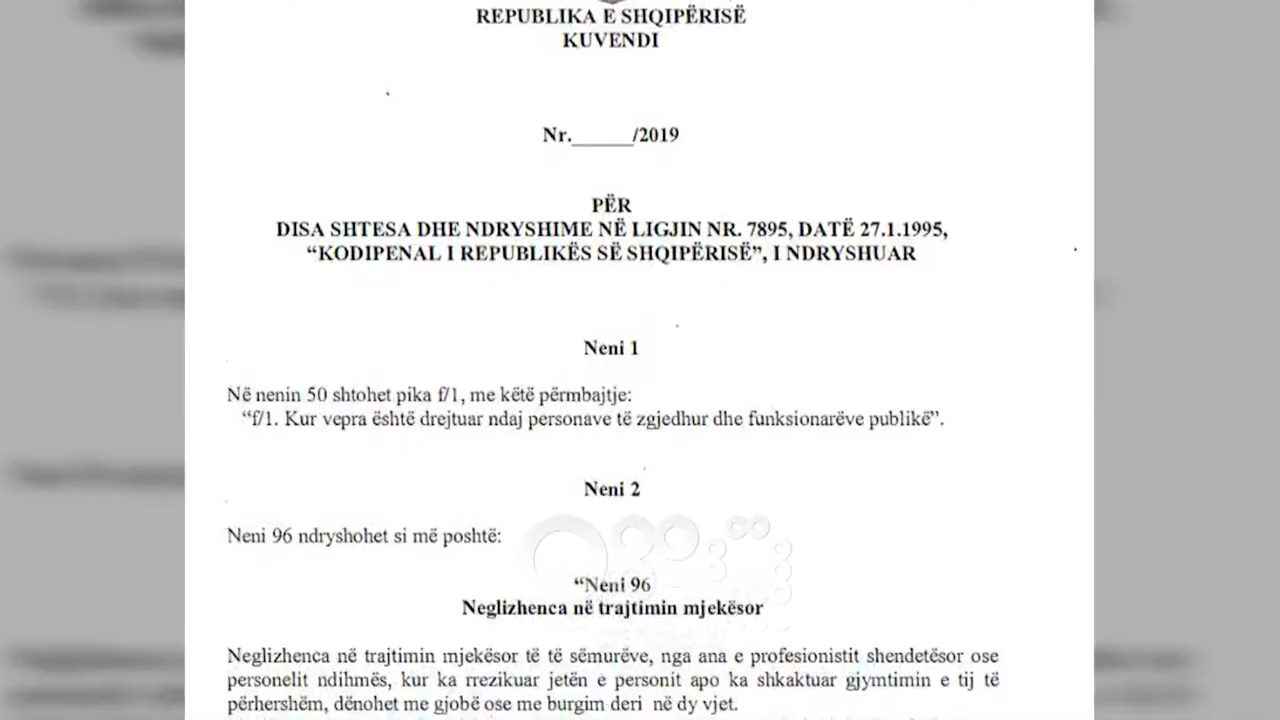 REPUBLIKA E SHQIPËRISË
KUVENDI
Nr.______/2019
PËR
DISA SHTESA DHE NDRYSHIME NË LIGJIN NR. 7895, DATË 27.1.1995,
“KODIPENAL I REPUBLIKËS SË SHQIPËRISË”, I NDRYSHUAR
Neni 1
Në nenin 50 shtohet pika f/1, me këtë përmbajtje:
“f/1. Kur vepra është drejtuar ndaj personave të zgjedhur dhe funksionarëve publikë”.
Neni 2
Neni 96 ndryshohet si më poshtë:
“Neni 96
Neglizhenca në trajtimin mjekësor
Neglizhenca në trajtimin mjekësor të të sëmurëve, nga ana e profesionistit shendetësor ose
personelit ndihmës, kur ka rrezikuar jetën e personit apo ka shkaktuar gjymtimin e tij të
përhershëm, dënohet me gjobë ose me burgim deri në dy vjet.